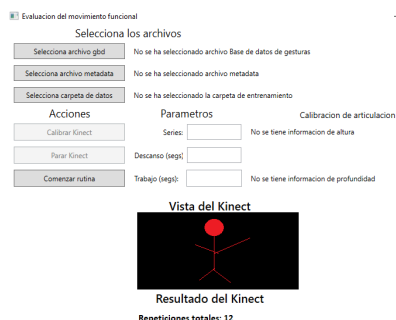 Evaluacion del movimiento funcional
Selecciona los archivos
Selecciona archivo gbd No se ha seleccionado archivo Base de datos de gesturas
Selecciona archivo metadata No se ha seleccionado archivo metadata
Selecciona carpeta de datos No se ha seleccionado la carpeta de entrenamiento
Acciones Parametros Calibracion de articulacion
Calibrar Kinect Series: No se tiene informacion de altura
Parar Kinect Descanso (segs)
Comenzar rutina Trabajo (segs): No se tiene informacion de profundidad
Vista del Kinect
Resultado del Kinect
Repeticiones totales: 12